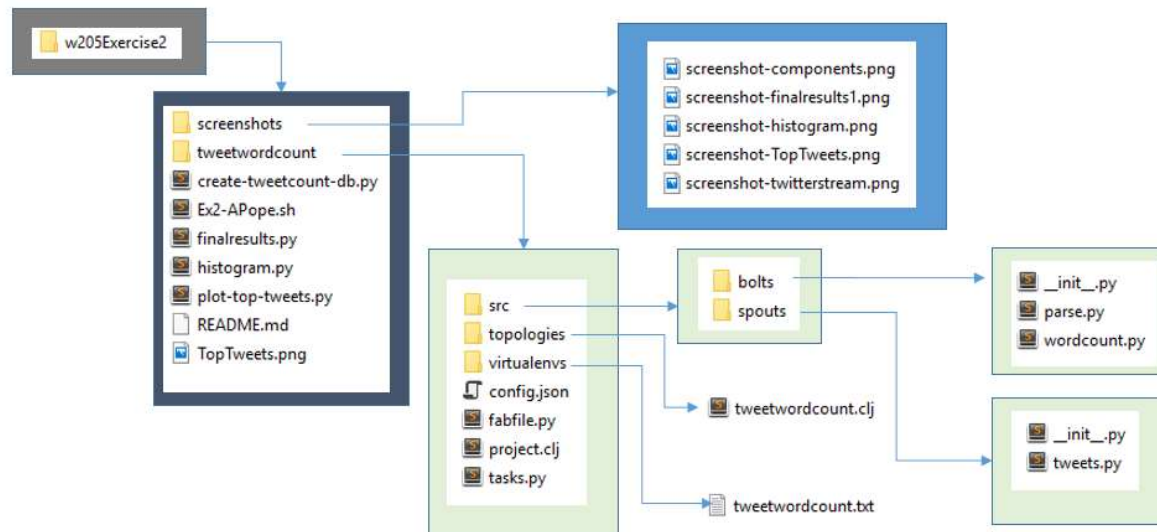 w205Exercise2
screenshots
tweetwordcount
create-tweetcount-db.py
Ex2-APope.sh
finalresults.py
histogram.py
plot-top-tweets.py
README.md
TopTweets.png
screenshot-components.png
screenshot-finalresults1.png
screenshot-histogram.png
screenshot-TopTweets.png
screenshot-twitterstream.png
src
topologies
virtualenvs
config.json
fabfile.py
project.clj
tasks.py
bolts
spouts
__init__.py
parse.py
wordcount.py
tweetwordcount.clj
__init__.py
tweets.py
tweetwordcount.txt